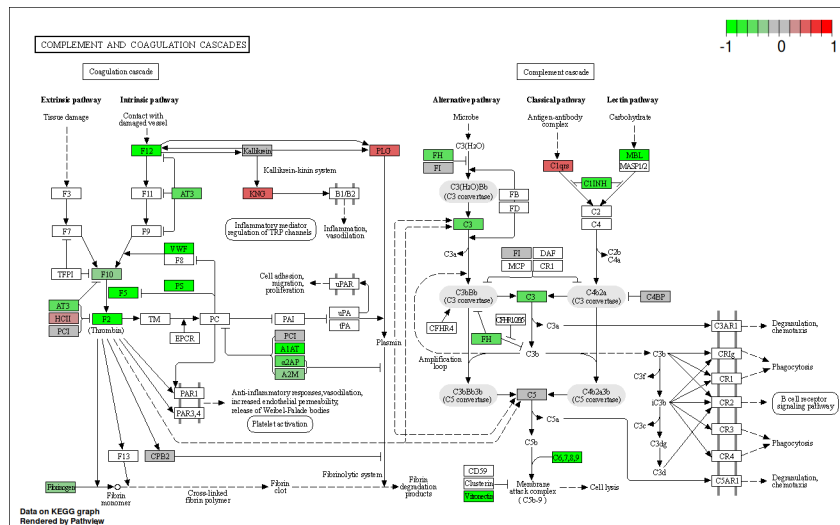 -1 0 1
COMPLEMENT AND COAGULATION CASCADES
Coagulation cascade
Complement cascade
Extrinsic pathway
Intrinsic pathway
Alternative pathway
Classical pathway
Lectin pathway
Tissue damage
Contact with
damaged vessel
Microbe
Antigen-antibody
complex
Carbohydrate
F12
Kallikrein
PLG
Kallikrein-kinin system
F3
F11
AT3
KNG
B1/B2
F7
F9
Inflammatory mediator
regulation of TRP channels
Inflammation,
vasodilation
VWF
F8
TFPI
F10
F5
PS
Cell adhesion,
migration,
proliferation
uPAR
AT3
HCII
PCI
F2
(Thrombin)
TM
PC
PAI
uPA
tPA
EPCR
Plasmin
PCI
A1AT
α2AP
A2M
PAR1
PAR3,4
Anti-inflammatory responses,vasodilation,
increased endothelial permeability,
release of Weibel-Palade bodies
Platelet activation
F13
CPB2
Fibrinolytic system
Fibrinogen
Fibrin
monomer
Cross-linked
fibrin polymer
Fibrin
clot
Fibrin
degradation
products
C3(H2O)
FH
FI
C3(H2O)Bb
(C3 convertase)
FB
FD
C3
C3a
C1qrs
C1INH
MBL
MASP1/2
C2
C4
C2b
C4a
FI
DAF
MCP
CR1
C3bBb
(C3 convertase)
C3
C4b2a
(C3 convertase)
C4BP
CFHR4
FH
C3a
C3b
Amplification
loop
C3bBb3b
(C5 convertase)
C5
C4b2a3b
(C5 convertase)
C5a
C5b
C6,7,8,9
CD59
Clusterin
Vitronectin
Membrane
attack complex
(C5b-9)
Cell lysis
C3b
C3f
iC3b
C3c
C3dg
C3d
C3AR1
CRIg
CR1
CR2
CR3
CR4
C5AR1
Degranulation,
chemotaxis
Phagocytosis
B cell receptor
signaling pathway
Phagocytosis
Degranulation,
chemotaxis
Data on KEGG graph
Rendered by Pathview